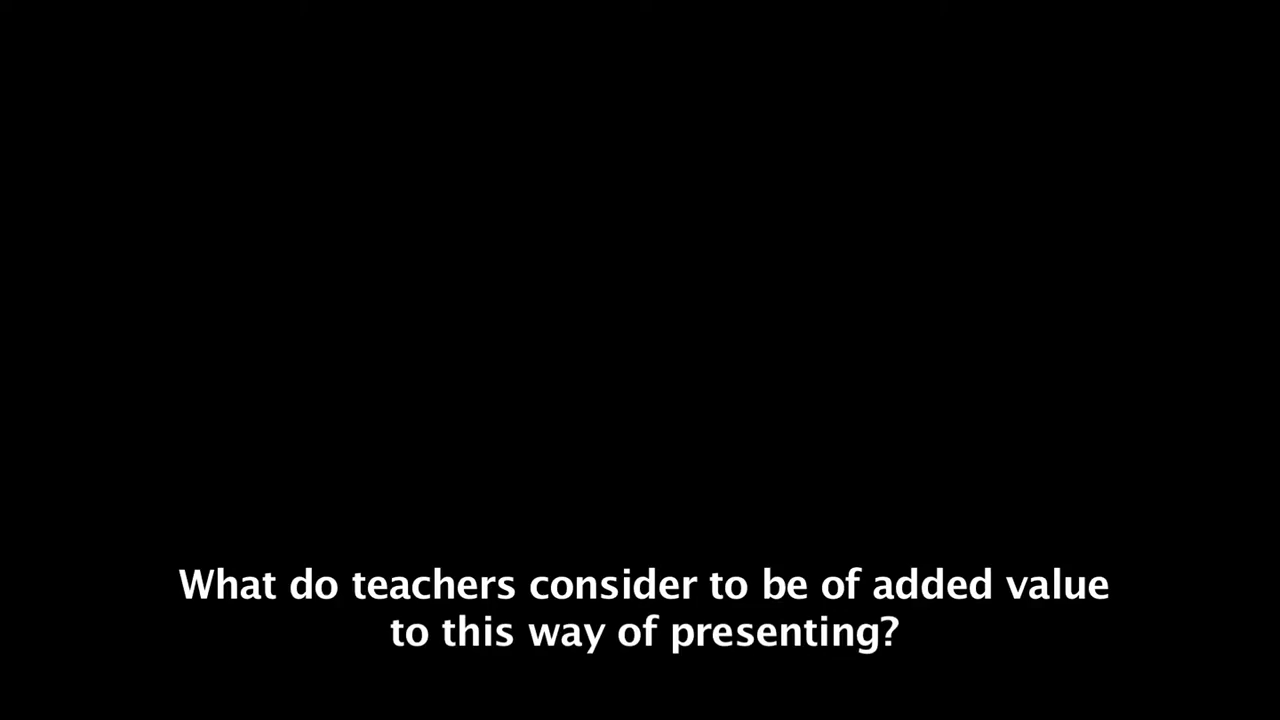 What do teachers consider to be of added value
to this way of presenting?